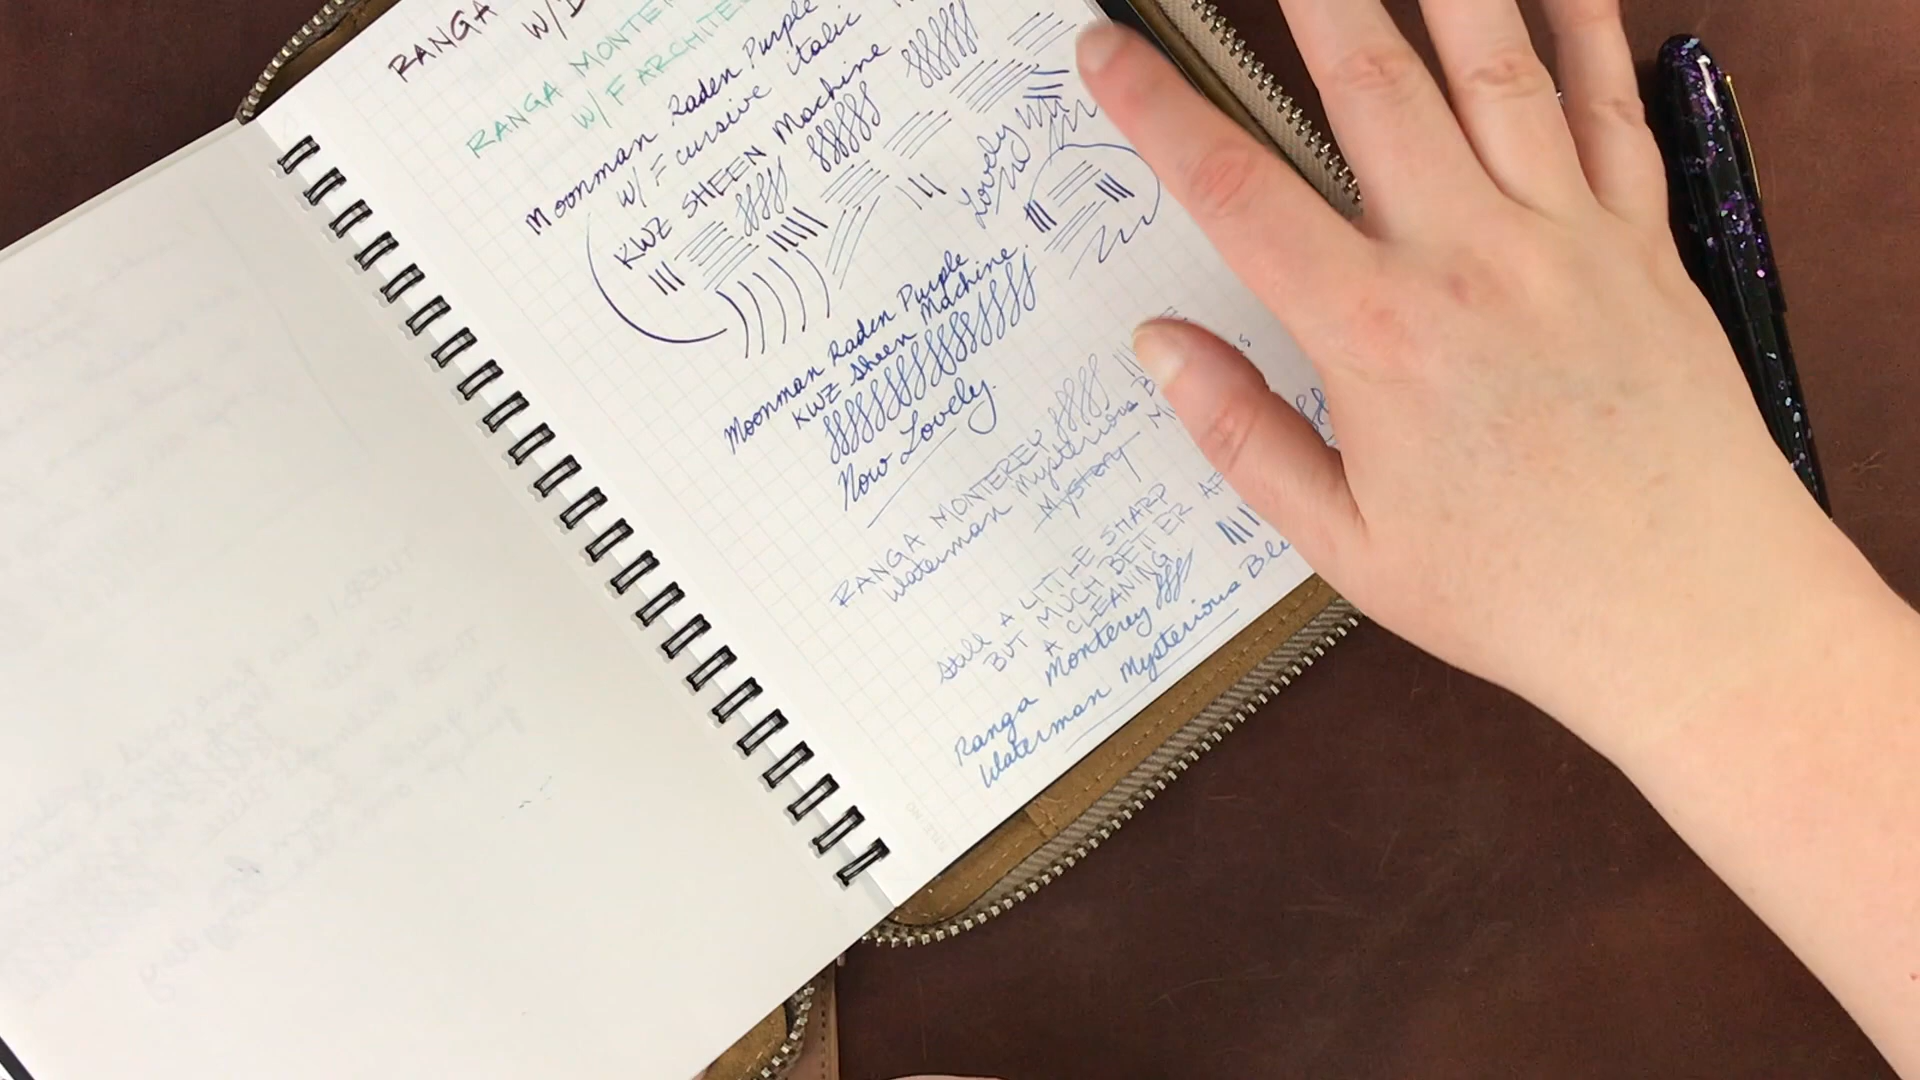 RANGA
W/
RANGA MONTE
W/ F ARCHITE
Moonman Raden Purple
W/ F cursive italic
KWZ SHEEN Machine
Lovely
Moonman Raden Purple
KWZ Sheen Machine.
Now Lovely.
RANGA MONTEREY
Waterman Mysterious B
Mystery
Still A LITTLE SHARP
BUT MUCH BETTER AF
A CLEANING.
Ranga Monterey
Waterman Mysterious Blu